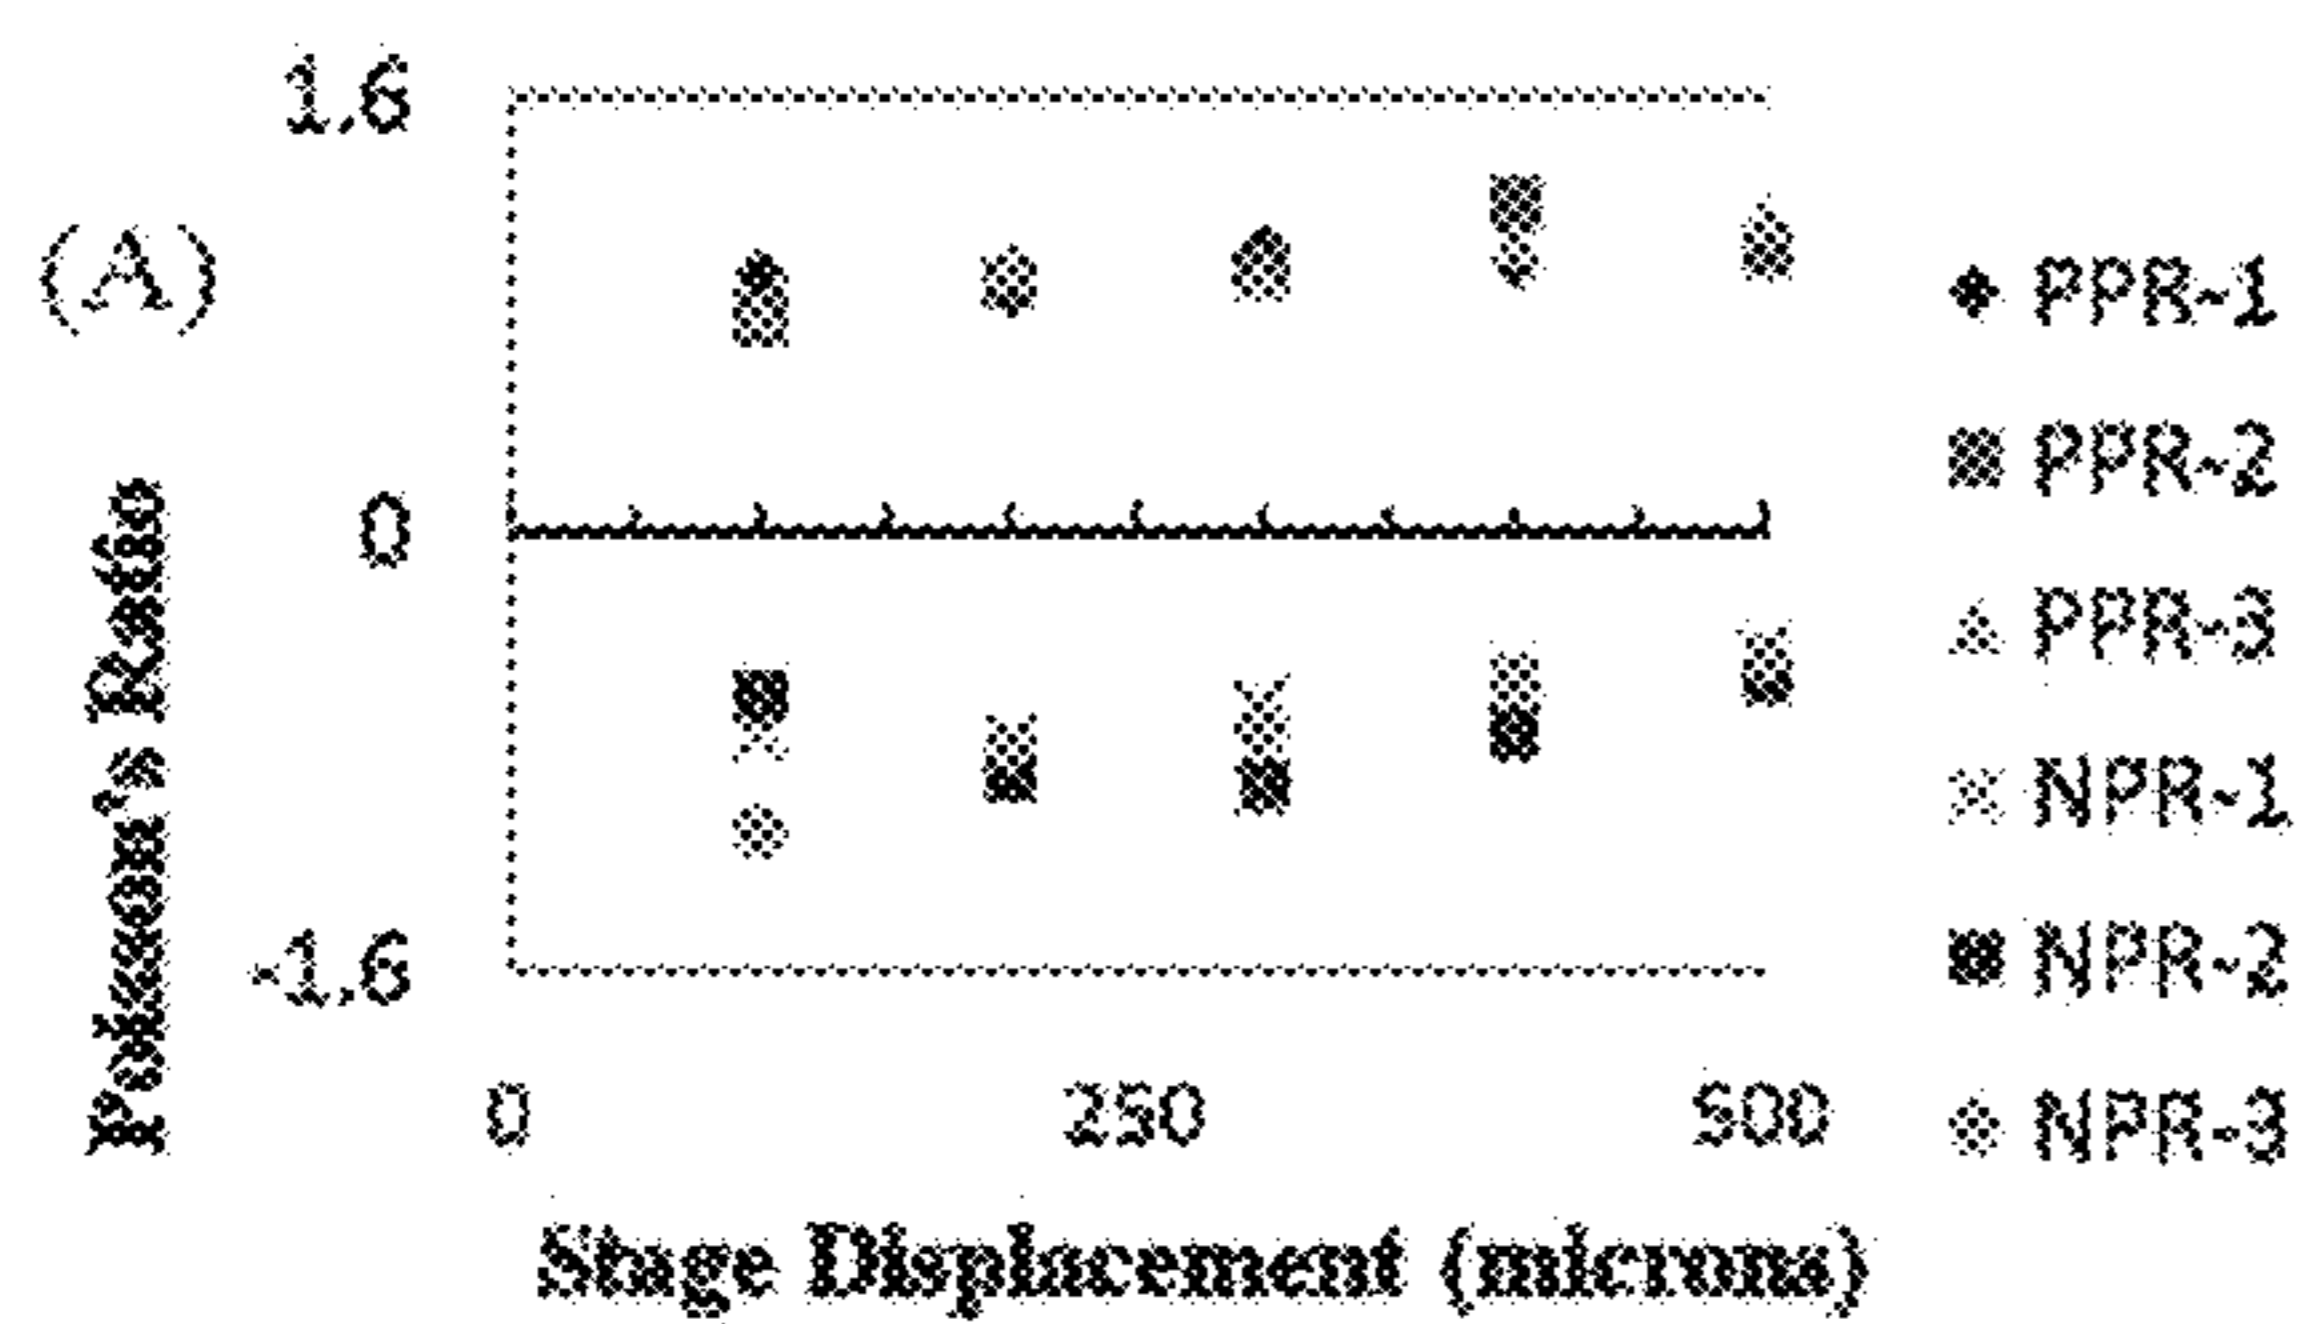 (A)
1.6
0
-1.6
Poisson's Ratio
0 250 500
Stage Displacement (microns)
PPR-1
PPR-2
PPR-3
NPR-1
NPR-2
NPR-3